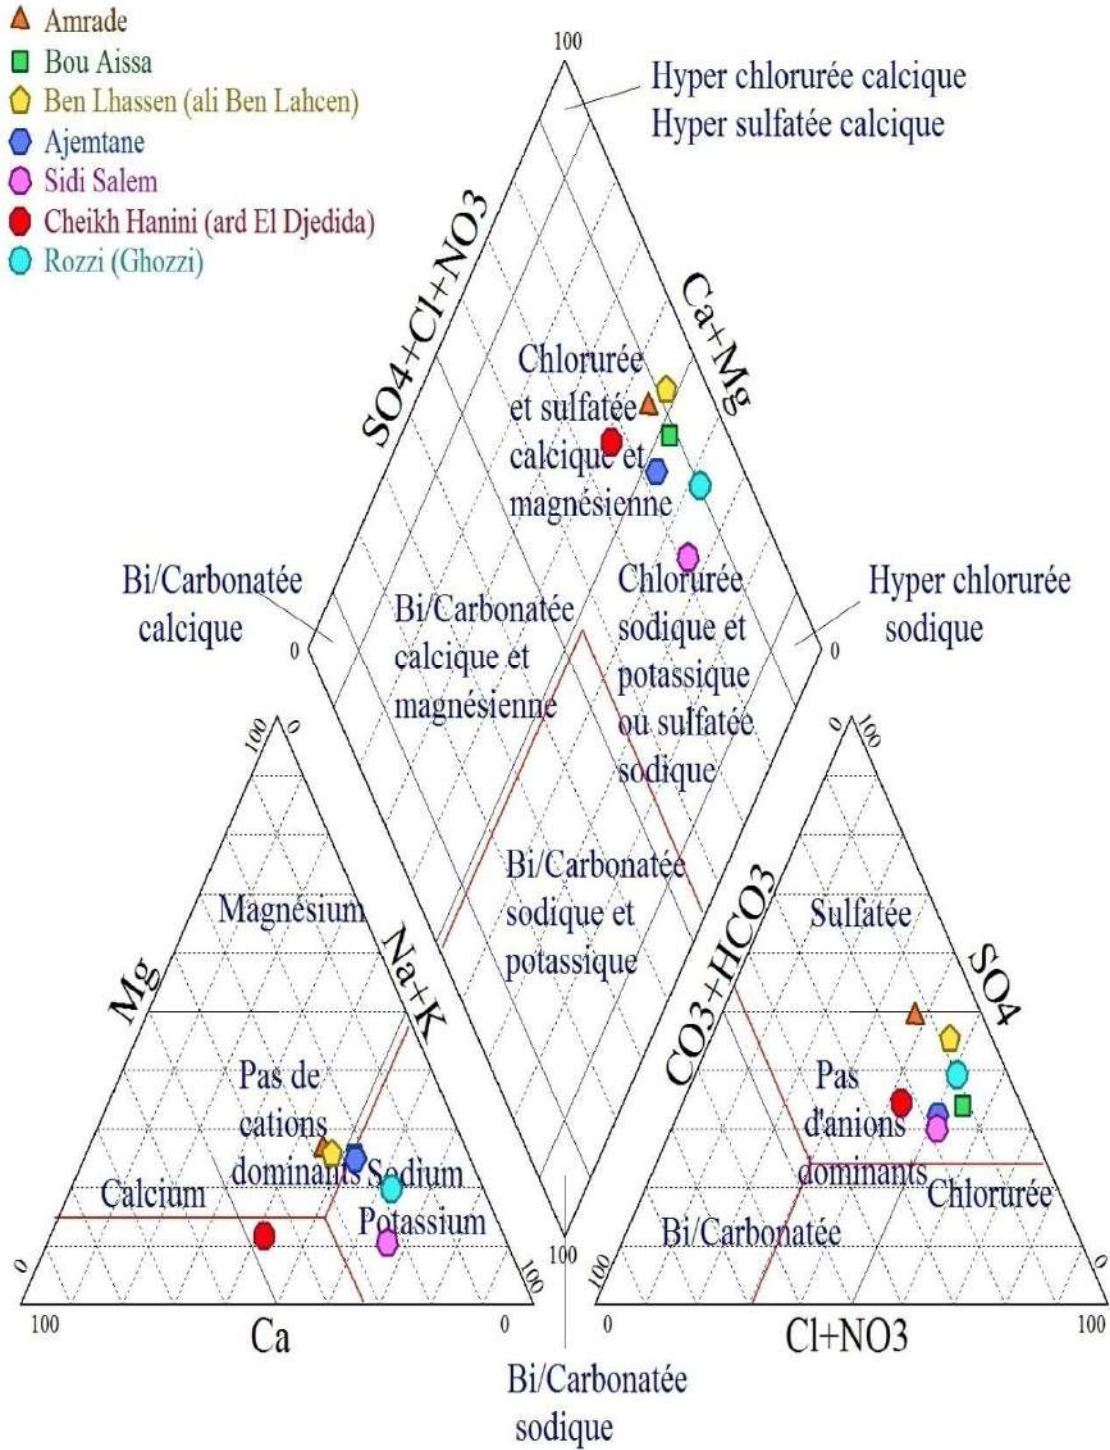 Amrade
Bou Aissa
Ben Lhassen (ali Ben Lahcen)
Ajemtane
Sidi Salem
Cheikh Hanini (ard El Djedida)
Rozzi (Ghozzi)
100
Hyper chlorurée calcique
Hyper sulfatée calcique
SO4+Cl+NO3
Ca+Mg
Chlorurée
et sulfatée
calcique et
magnésienne
Bi/Carbonatée
calcique
0
Bi/Carbonatée
calcique et
magnésienne
Chlorurée
sodique et
potassique
ou sulfatée
sodique
Hyper chlorurée
sodique
0
Bi/Carbonatée
sodique et
potassique
100
Bi/Carbonatée
sodique
100
0
Magnésium
Mg
Na+K
Pas de
cations
dominants
Calcium
Sodium
Potassium
0
100
100
Ca
0
0
100
Sulfatée
CO3+HCO3
SO4
Pas
d'anions
dominants
Chlorurée
Bi/Carbonatée
100
0
0
Cl+NO3
100